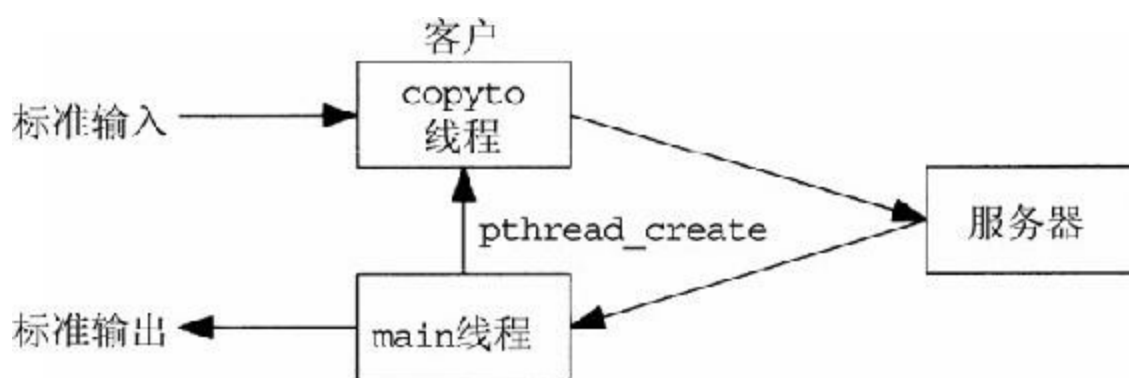 客户
标准输入
copyto
线程
pthread_create
服务器
标准输出
main线程